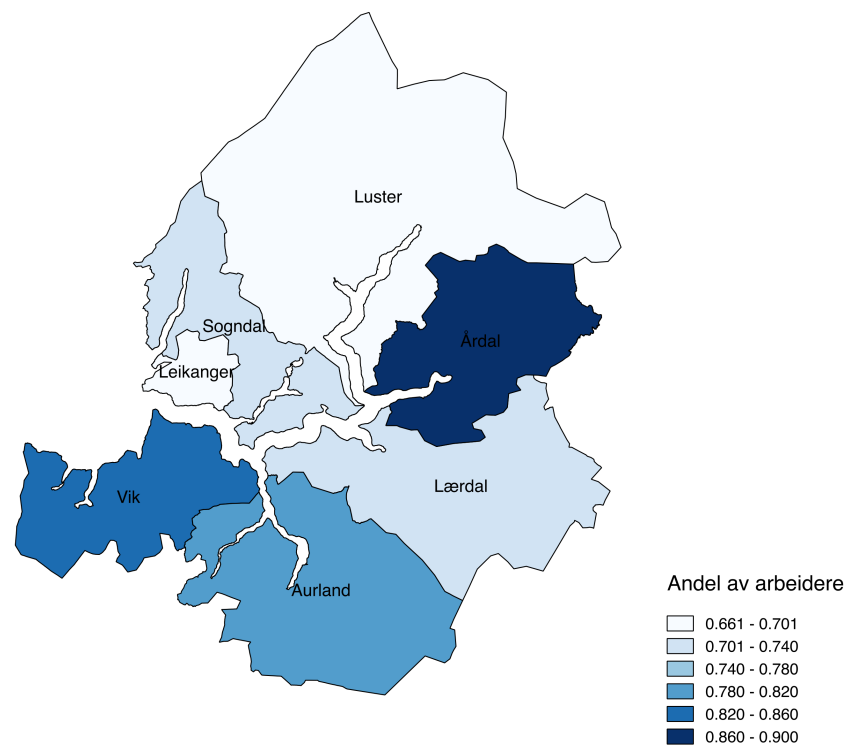 Luster
Sogndal
Årdal
Leikanger
Lærdal
Vik
Aurland
Andel av arbeidere
0.661 - 0.701
0.701 - 0.740
0.740 - 0.780
0.780 - 0.820
0.820 - 0.860
0.860 - 0.900